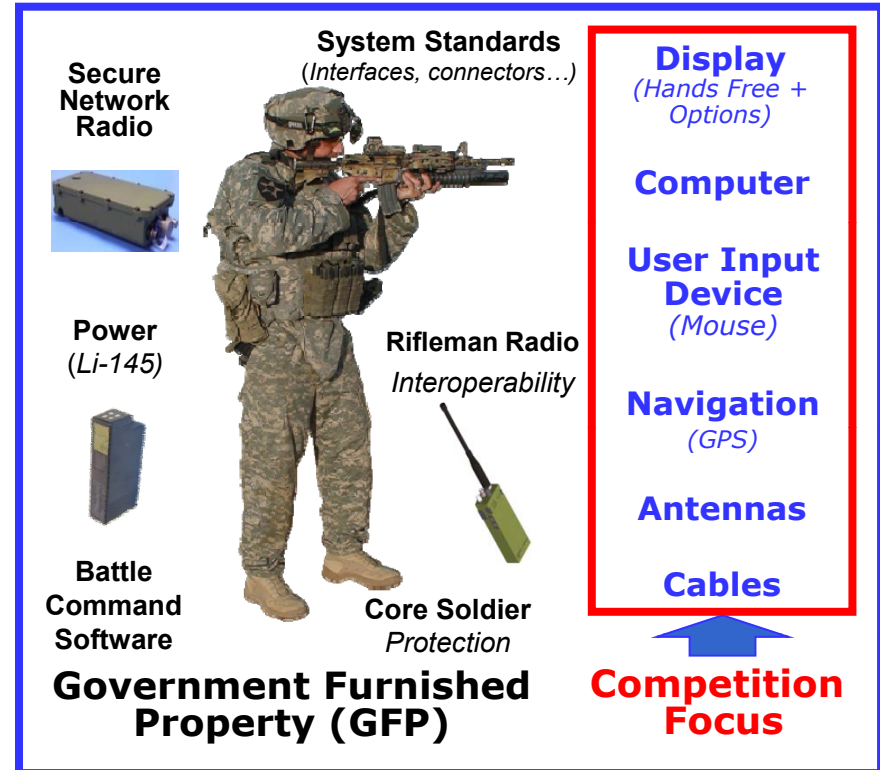 System Standards
(Interfaces, connectors…)
Secure
Network
Radio
Power
(Li-145)
Rifleman Radio
Interoperability
Battle
Command
Software
Core Soldier
Protection
Government Furnished
Property (GFP)
Display
(Hands Free +
Options)
Computer
User Input
Device
(Mouse)
Navigation
(GPS)
Antennas
Cables
Competition
Focus